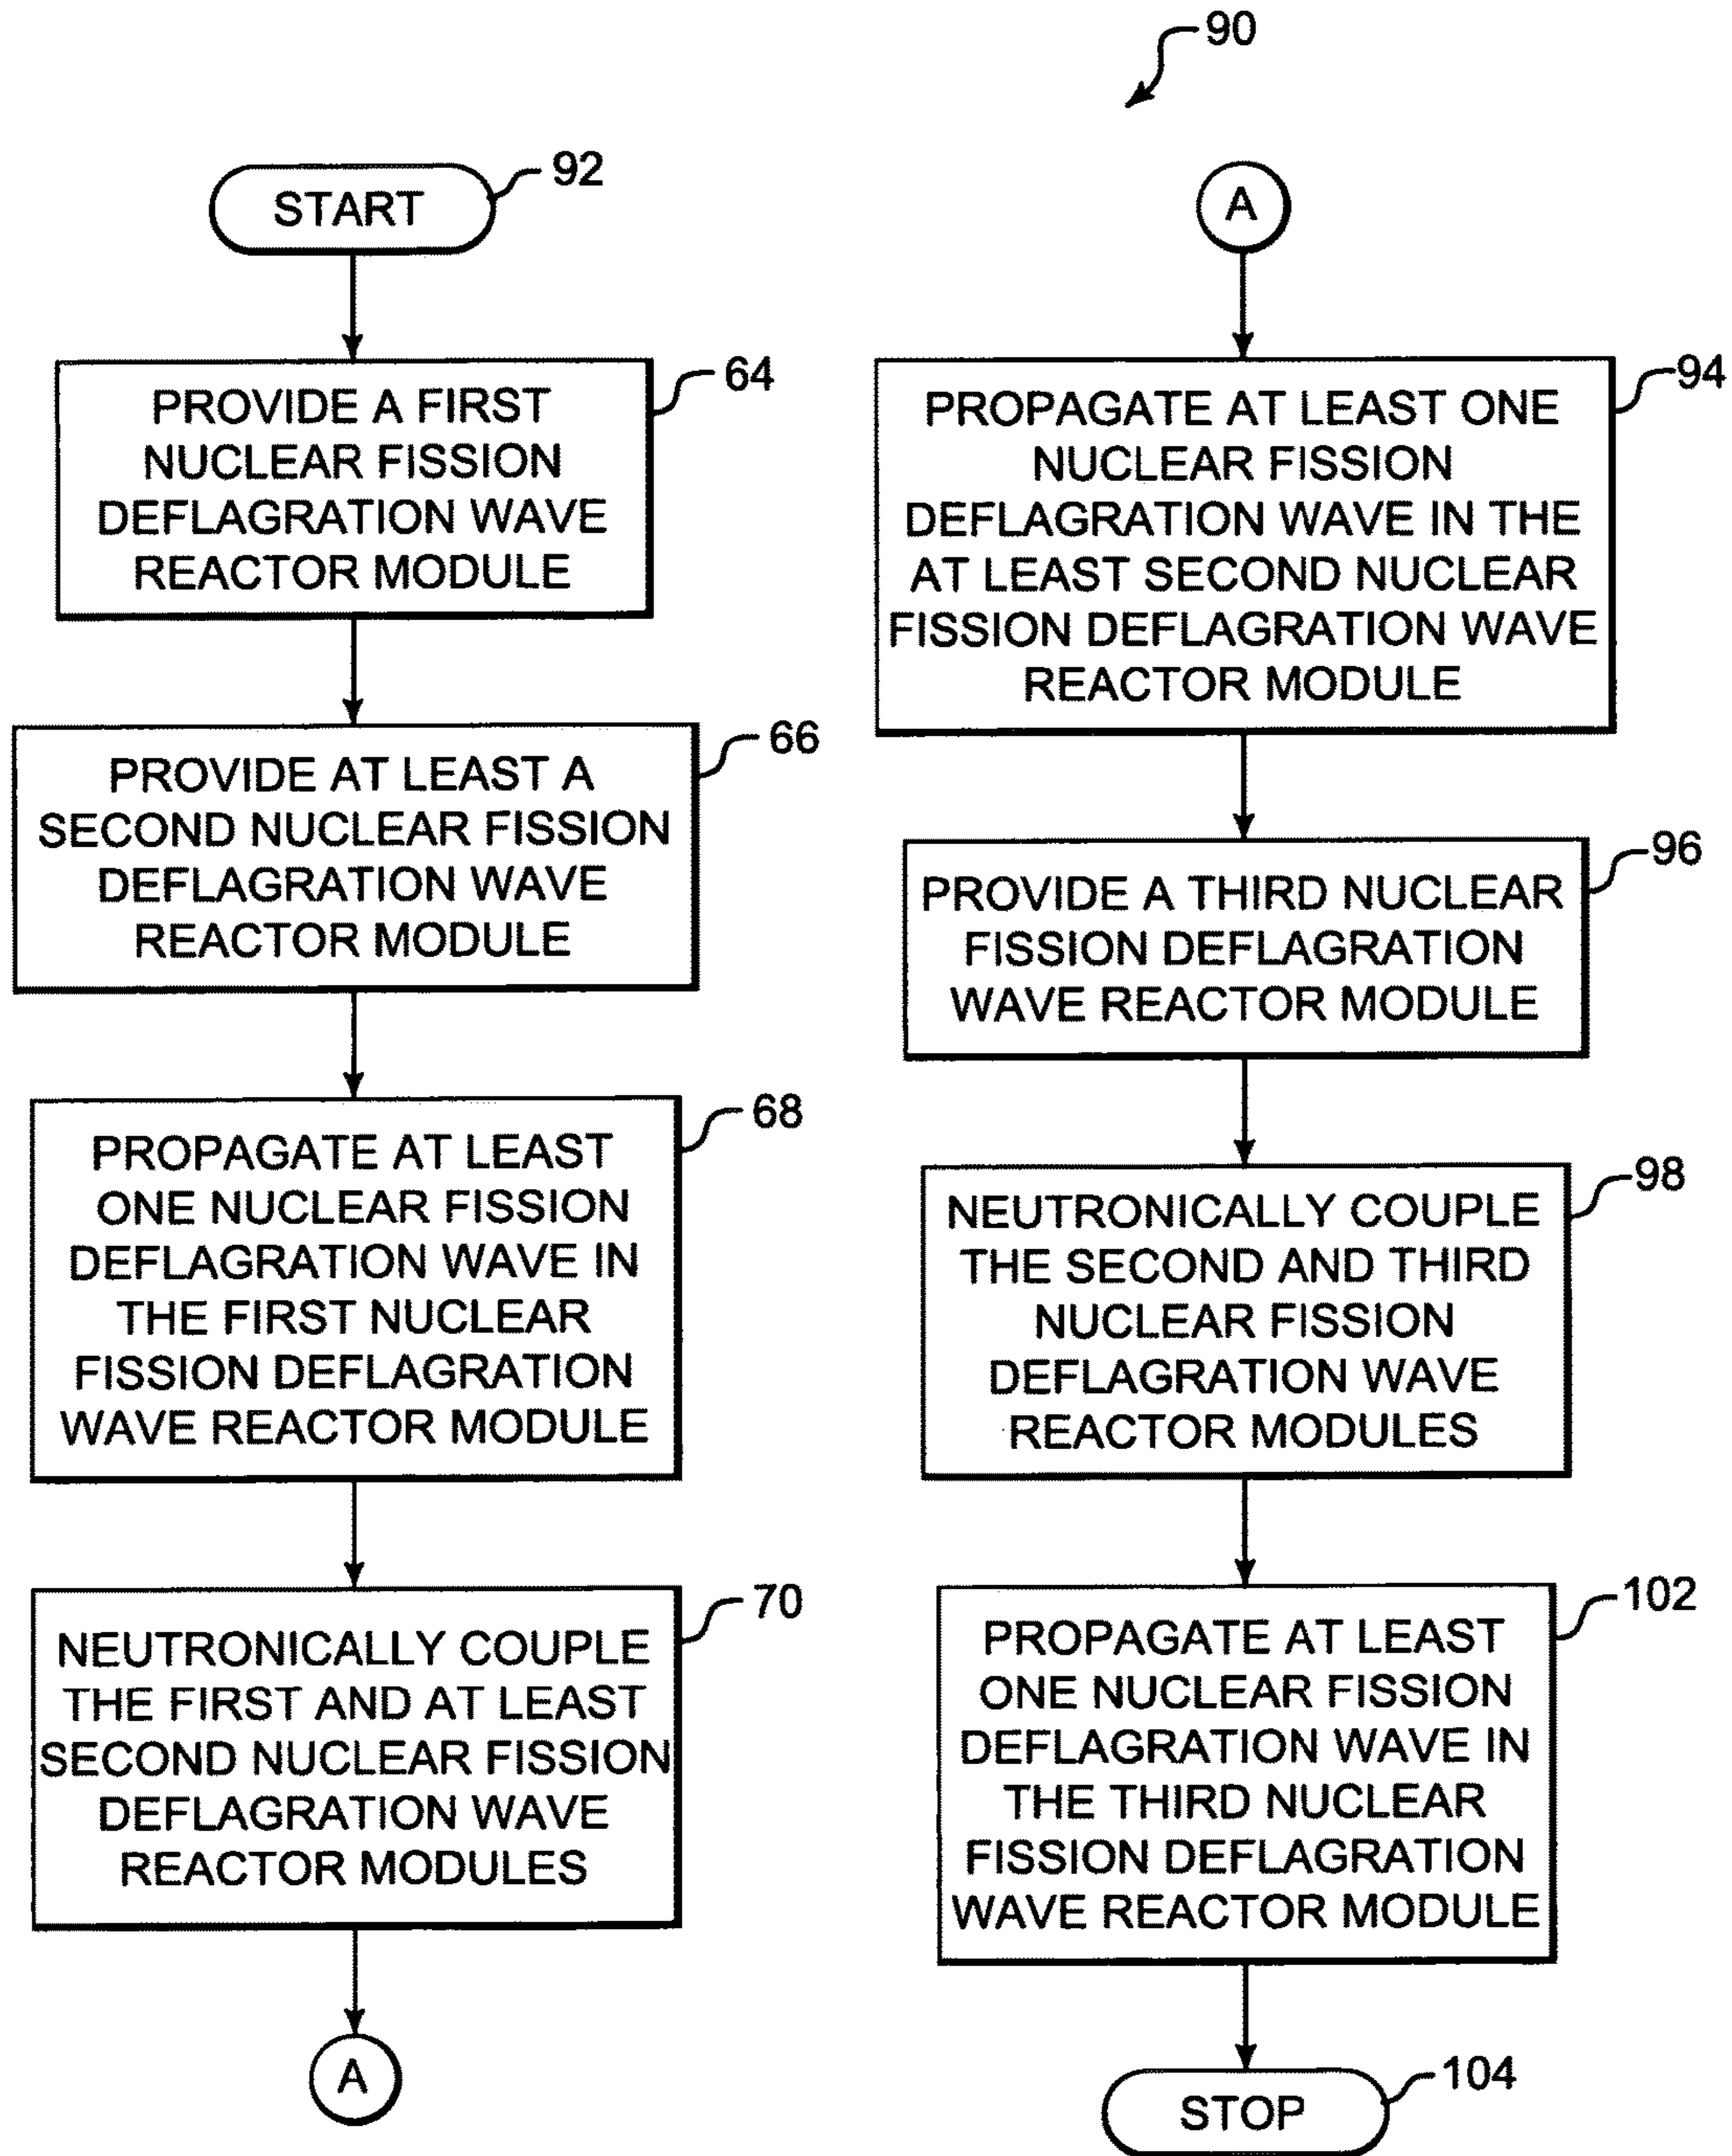 90
START
92
PROVIDE A FIRST
NUCLEAR FISSION
DEFLAGRATION WAVE
REACTOR MODULE
64
PROVIDE AT LEAST A
SECOND NUCLEAR FISSION
DEFLAGRATION WAVE
REACTOR MODULE
66
PROPAGATE AT LEAST
ONE NUCLEAR FISSION
DEFLAGRATION WAVE IN
THE FIRST NUCLEAR
FISSION DEFLAGRATION
WAVE REACTOR MODULE
68
NEUTRONICALLY COUPLE
THE FIRST AND AT LEAST
SECOND NUCLEAR FISSION
DEFLAGRATION WAVE
REACTOR MODULES
70
A
A
PROPAGATE AT LEAST ONE
NUCLEAR FISSION
DEFLAGRATION WAVE IN THE
AT LEAST SECOND NUCLEAR
FISSION DEFLAGRATION WAVE
REACTOR MODULE
94
PROVIDE A THIRD NUCLEAR
FISSION DEFLAGRATION
WAVE REACTOR MODULE
96
NEUTRONICALLY COUPLE
THE SECOND AND THIRD
NUCLEAR FISSION
DEFLAGRATION WAVE
REACTOR MODULES
98
PROPAGATE AT LEAST
ONE NUCLEAR FISSION
DEFLAGRATION WAVE IN
THE THIRD NUCLEAR
FISSION DEFLAGRATION
WAVE REACTOR MODULE
102
STOP
104